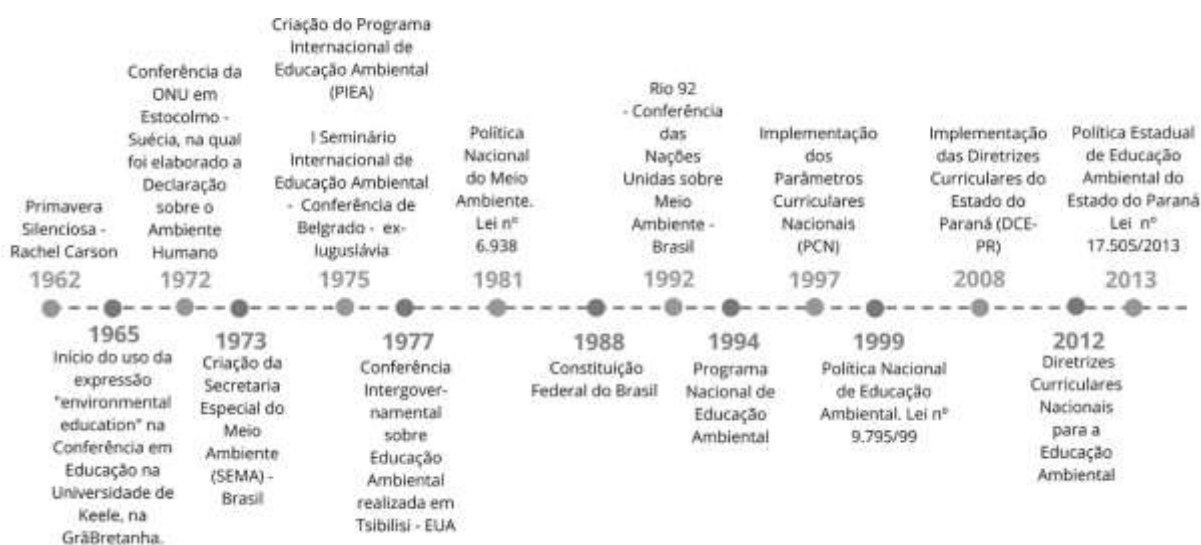 Primavera
Silenciosa -
Rachel Carson
1962
Conferência da
ONU em
Estocolmo -
Suécia, na qual
foi elaborado a
Declaração
sobre o
Ambiente
Humano
1972
Criação do Programa
Internacional de
Educação Ambiental
(PIEA)
I Seminário
Internacional de
Educação Ambiental
- Conferência de
Belgrado - ex-
Iuguslávia
1975
Política
Nacional
do Meio
Ambiente.
Lei nº
6.938
1981
Rio 92
- Conferência
das
Nações
Unidas sobre
Meio
Ambiente -
Brasil
1992
Implementação
dos
Parâmetros
Curriculares
Nacionais
(PCN)
1997
Implementação
das Diretrizes
Curriculares do
Estado do
Paraná (DCE-
PR)
2008
Política Estadual
de Educação
Ambiental do
Estado do Paraná
Lei nº
17.505/2013
2013
1965
Início do uso da
expressão
"environmental
education" na
Conferência em
Educação na
Universidade de
Keele, na
GrãBretanha.
1973
Criação da
Secretaria
Especial do
Meio
Ambiente
(SEMA) -
Brasil
1977
Conferência
Intergover-
namental
sobre
Educação
Ambiental
realizada em
Tsibilisi - EUA
1988
Constituição
Federal do Brasil
1994
Programa
Nacional de
Educação
Ambiental
1999
Política Nacional
de Educação
Ambiental. Lei nº
9.795/99
2012
Diretrizes
Curriculares
Nacionais
para a
Educação
Ambiental